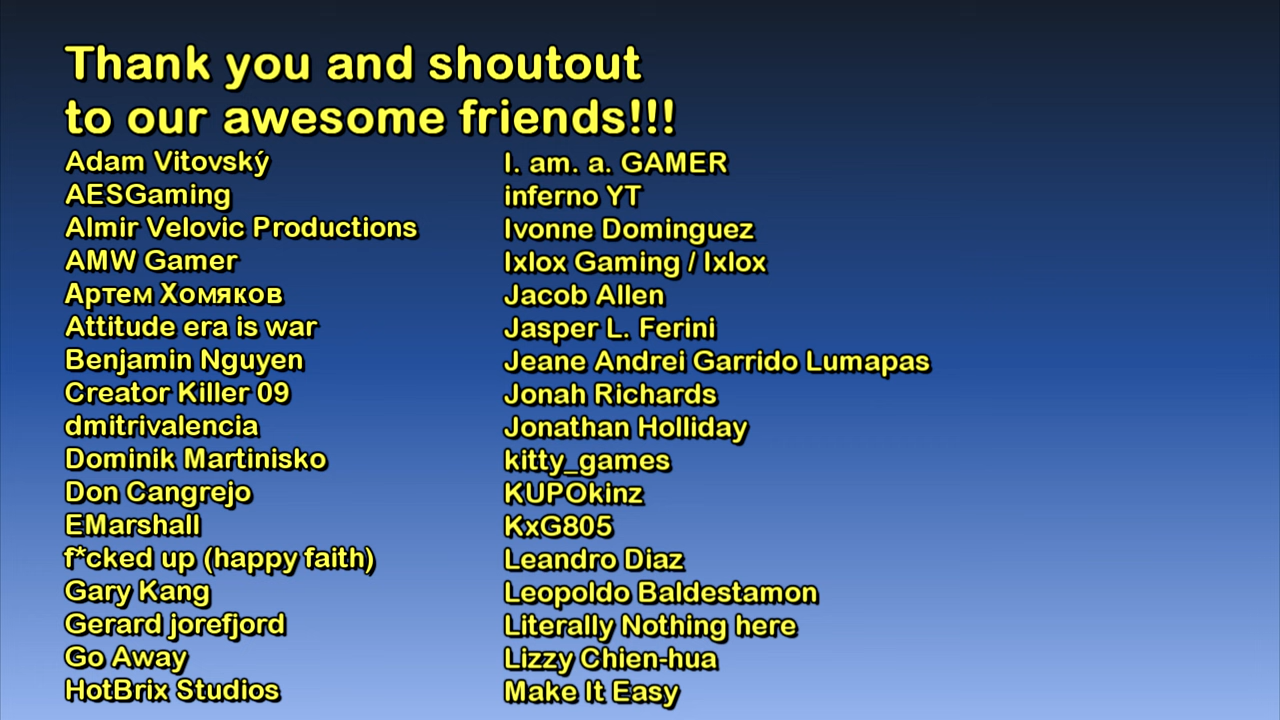 Thank you and shoutout
to our awesome friends!!!
Adam Vitovský
AESGaming
Almir Velovic Productions
AMW Gamer
Артем Хомяков
Attitude era is war
Benjamin Nguyen
Creator Killer 09
dmitrivalencia
Dominik Martinisko
Don Cangrejo
EMarshall
f*cked up (happy faith)
Gary Kang
Gerard jorefjord
Go Away
HotBrix Studios
I. am. a. GAMER
inferno YT
Ivonne Dominguez
Ixlox Gaming / Ixlox
Jacob Allen
Jasper L. Ferini
Jeane Andrei Garrido Lumapas
Jonah Richards
Jonathan Holliday
kitty_games
KUPOkinz
KxG805
Leandro Diaz
Leopoldo Baldestamon
Literally Nothing here
Lizzy Chien-hua
Make It Easy